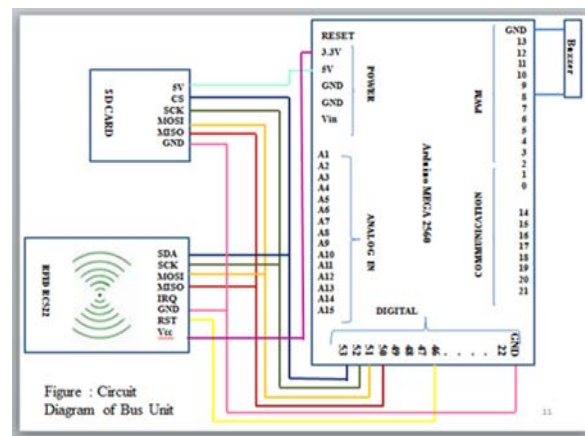 RESET
3.3V
5V
GND
GND
Vin
POWER
A1
A2
A3
A4
A5
A6
A7
A8
A9
A10
A11
A12
A13
A14
A15
ANALOG IN
Arduino MEGA 2560
GND
13
12
11
10
9
8
7
6
5
4
3
2
1
0
PWM
14
15
16
17
18
19
20
21
COMMUNICATION
Buzzer
DIGITAL
53
52
51
50
49
48
47
46
.
.
.
.
22
GND
SD CARD
5V
CS
SCK
MOSI
MISO
GND
RFID RC522
SDA
SCK
MOSI
MISO
IRQ
GND
RST
Vcc
Figure : Circuit
Diagram of Bus Unit
11